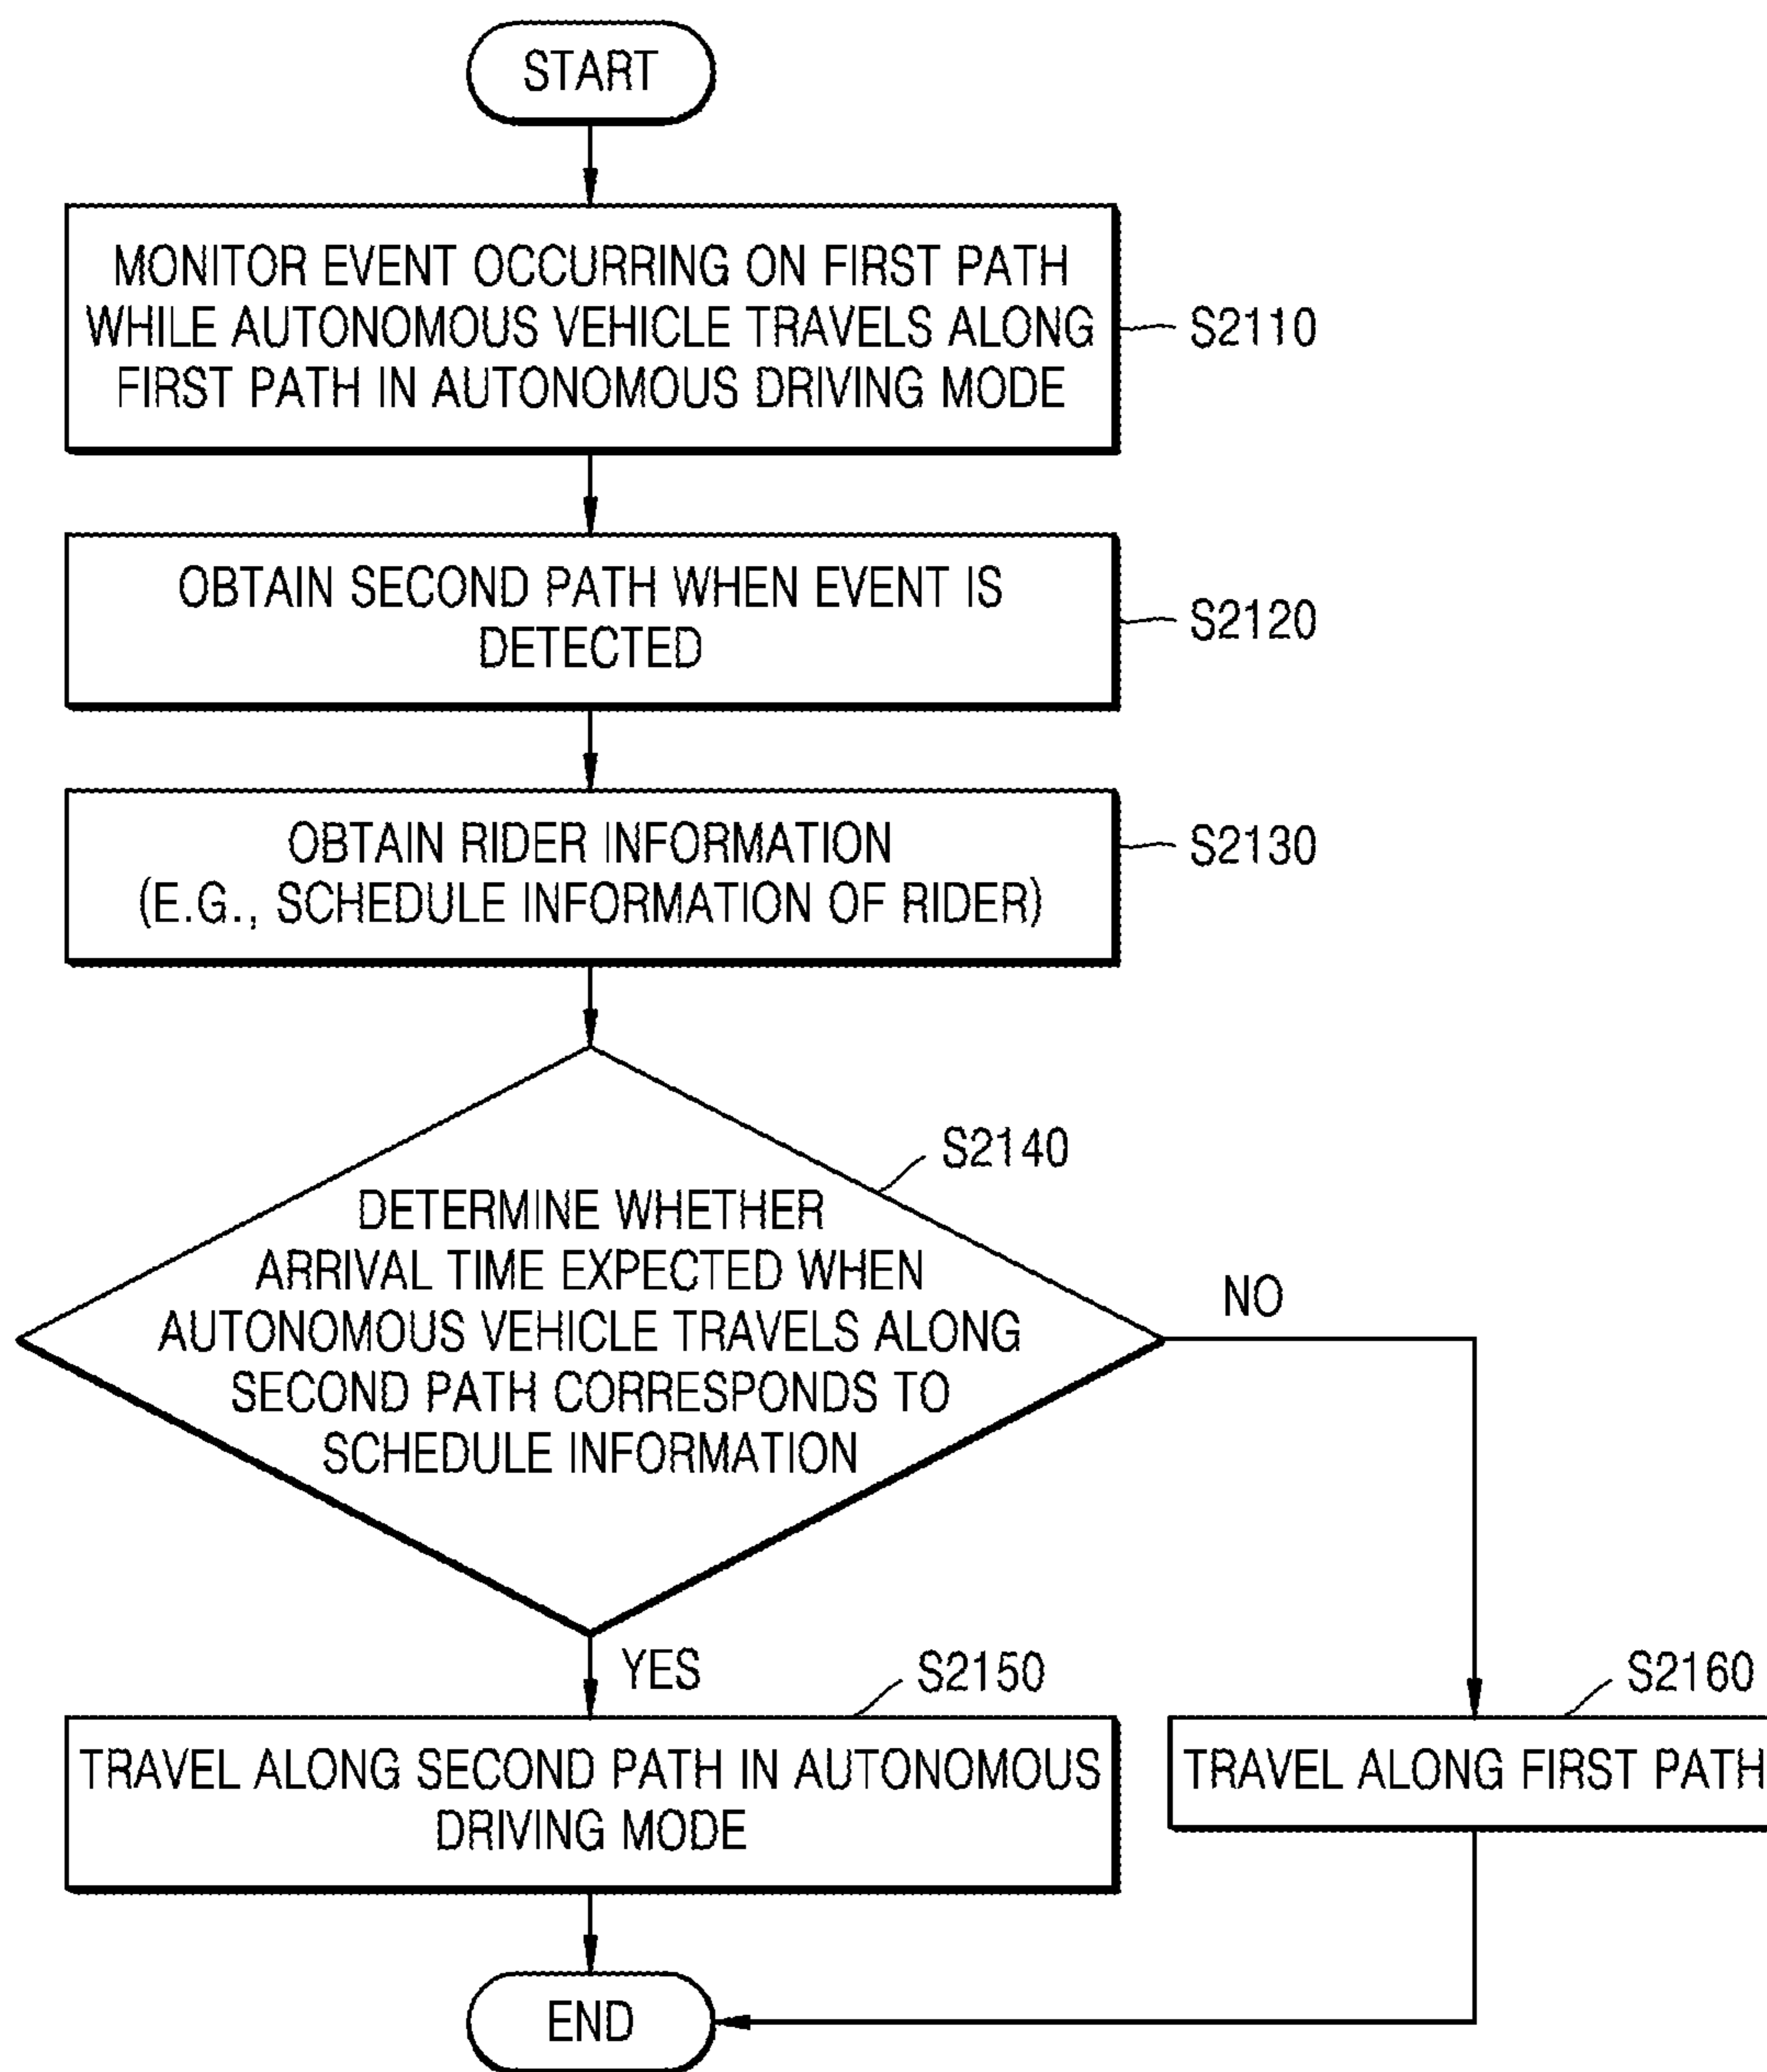 START
MONITOR EVENT OCCURRING ON FIRST PATH
WHILE AUTONOMOUS VEHICLE TRAVELS ALONG
FIRST PATH IN AUTONOMOUS DRIVING MODE
S2110
OBTAIN SECOND PATH WHEN EVENT IS
DETECTED
S2120
OBTAIN RIDER INFORMATION
(E.G., SCHEDULE INFORMATION OF RIDER)
S2130
S2140
DETERMINE WHETHER
ARRIVAL TIME EXPECTED WHEN
AUTONOMOUS VEHICLE TRAVELS ALONG
SECOND PATH CORRESPONDS TO
SCHEDULE INFORMATION
NO
YES
S2150
S2160
TRAVEL ALONG SECOND PATH IN AUTONOMOUS
DRIVING MODE
TRAVEL ALONG FIRST PATH
END